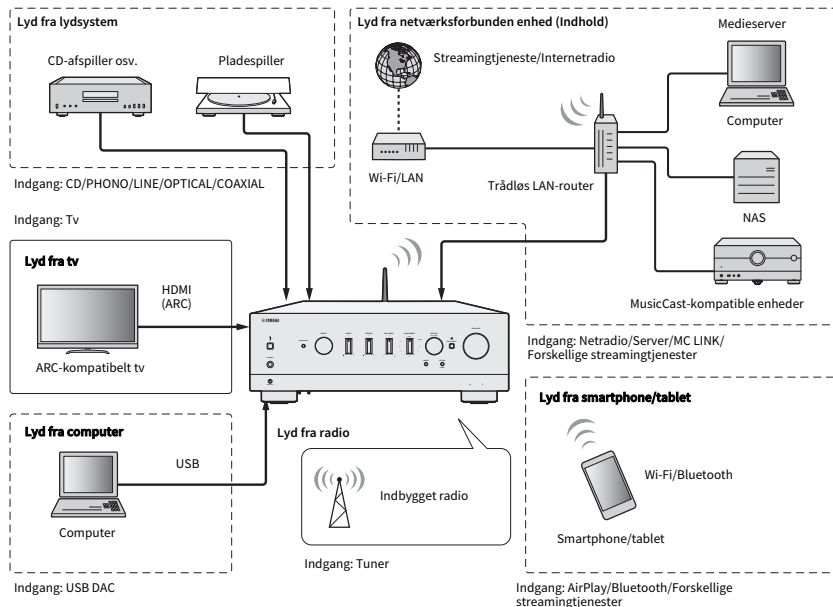 Lyd fra lydsystem
CD-afspiller osv.
Pladespiller
Indgang: CD/PHONO/LINE/OPTICAL/COAXIAL
Lyd fra netværksforbunden enhed (Indhold)
Streamingtjeneste/Internetradio
Wi-Fi/LAN
Trådløs LAN-router
Medieserver
Computer
NAS
MusicCast-kompatible enheder
Indgang: Netradio/Server/MC LINK/
Forskellige streamingtjenester
Indgang: Tv
Lyd fra tv
HDMI
(ARC)
ARC-kompatibelt tv
YAMAHA
Lyd fra computer
USB
Computer
Indgang: USB DAC
Lyd fra radio
Indbygget radio
Indgang: Tuner
Lyd fra smartphone/tablet
Wi-Fi/Bluetooth
Smartphone/tablet
Indgang: AirPlay/Bluetooth/Forskellige
streamingtjenester